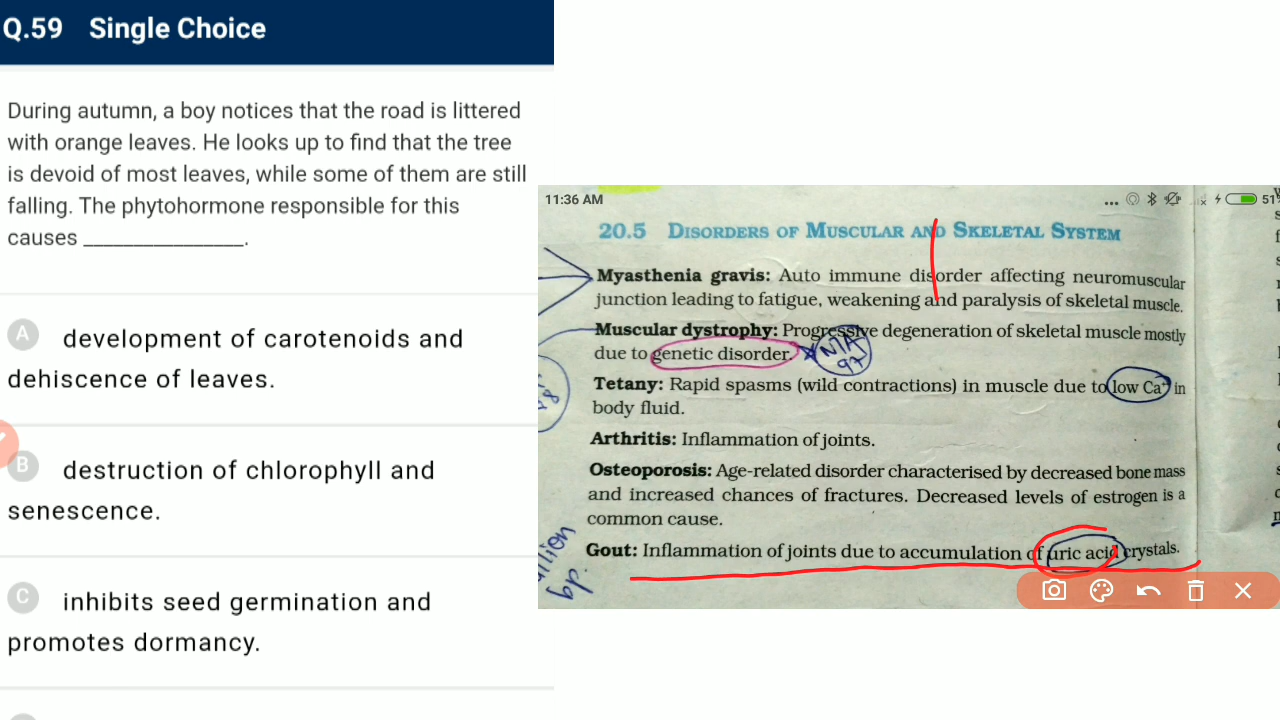 Q.59 Single Choice
During autumn, a boy notices that the road is littered
with orange leaves. He looks up to find that the tree
is devoid of most leaves, while some of them are still
falling. The phytohormone responsible for this
causes ________________.
A development of carotenoids and
dehiscence of leaves.
B destruction of chlorophyll and
senescence.
C inhibits seed germination and
promotes dormancy.
11:36 AM
51%
20.5 DISORDERS OF MUSCULAR AND SKELETAL SYSTEM
Myasthenia gravis: Auto immune disorder affecting neuromuscular
junction leading to fatigue, weakening and paralysis of skeletal muscle.
Muscular dystrophy: Progressive degeneration of skeletal muscle mostly
due to genetic disorder.
NTA
97
Tetany: Rapid spasms (wild contractions) in muscle due to low Ca++ in
body fluid.
Arthritis: Inflammation of joints.
Osteoporosis: Age-related disorder characterised by decreased bone mass
and increased chances of fractures. Decreased levels of estrogen is a
common cause.
Gout: Inflammation of joints due to accumulation of uric acid crystals.